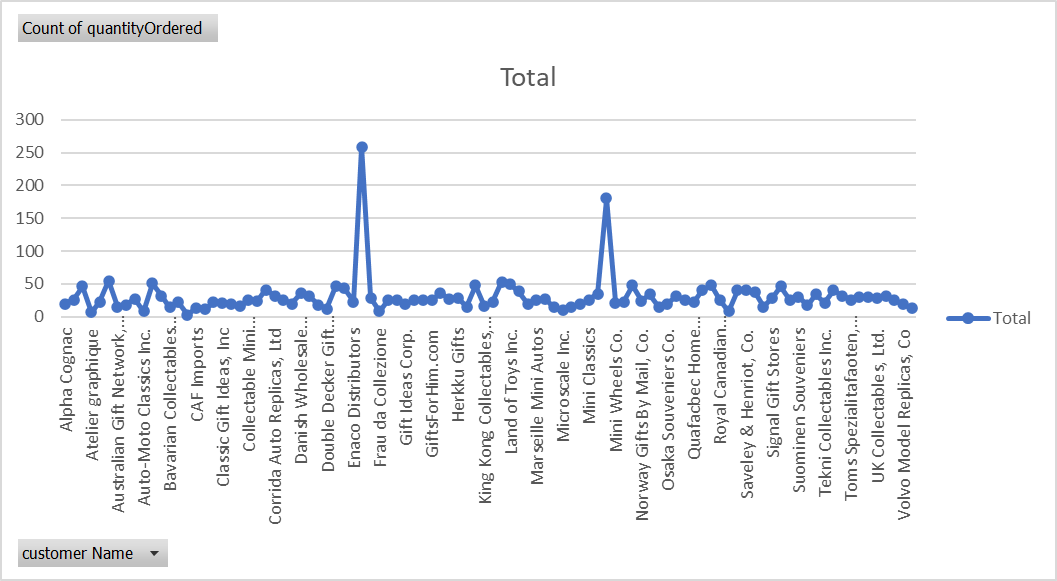 Count of quantityOrdered
Total
300
250
200
150
100
50
0
Alpha Cognac
Atelier graphique
Australian Gift Network,...
Auto-Moto Classics Inc.
Bavarian Collectables...
CAF Imports
Classic Gift Ideas, Inc
Collectable Mini...
Corrida Auto Replicas, Ltd
Danish Wholesale...
Double Decker Gift...
Enaco Distributors
Frau da Collezione
Gift Ideas Corp.
GiftsForHim.com
Herkku Gifts
King Kong Collectables,...
Land of Toys Inc.
Marseille Mini Autos
Microscale Inc.
Mini Classics
Mini Wheels Co.
Norway Gifts By Mail, Co.
Osaka Souveniers Co.
Quafacbec Home...
Royal Canadian...
Saveley & Henriot, Co.
Signal Gift Stores
Suominen Souveniers
Tekni Collectables Inc.
Toms Spezialitafaoten,...
UK Collectables, Ltd.
Volvo Model Replicas, Co
Total
customer Name